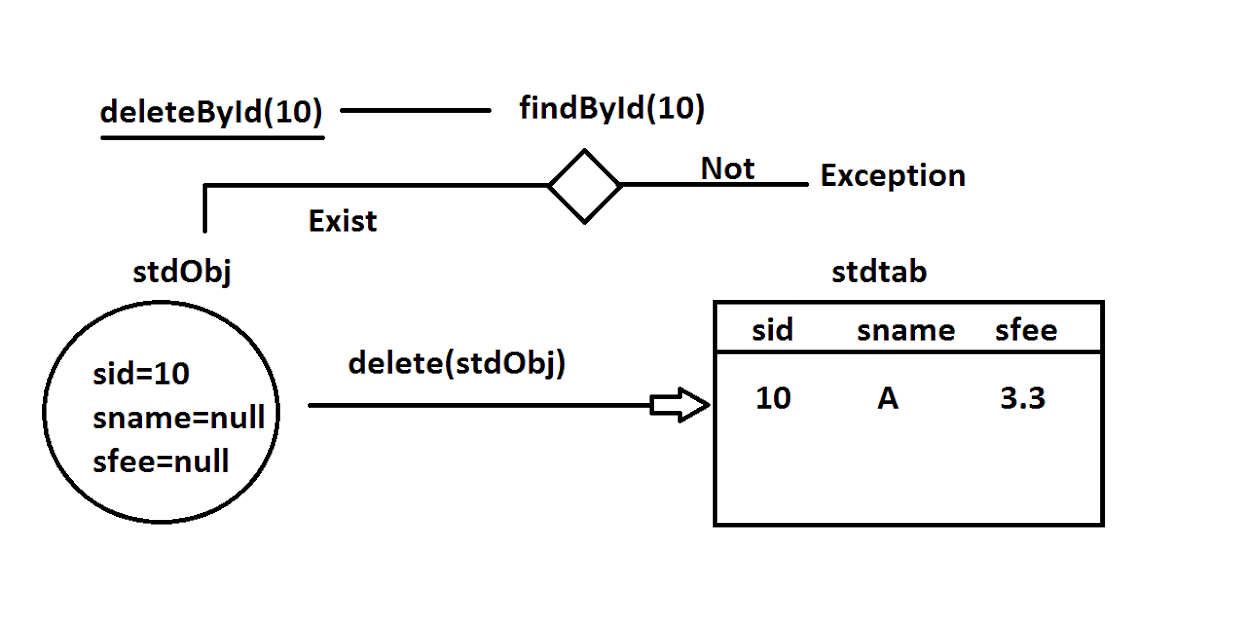 deleteById(10)
findById(10)
Not
Exception
Exist
stdObj
stdtab
sid sname sfee
sid=10
sname=null
sfee=null
delete(stdObj)
10 A 3.3